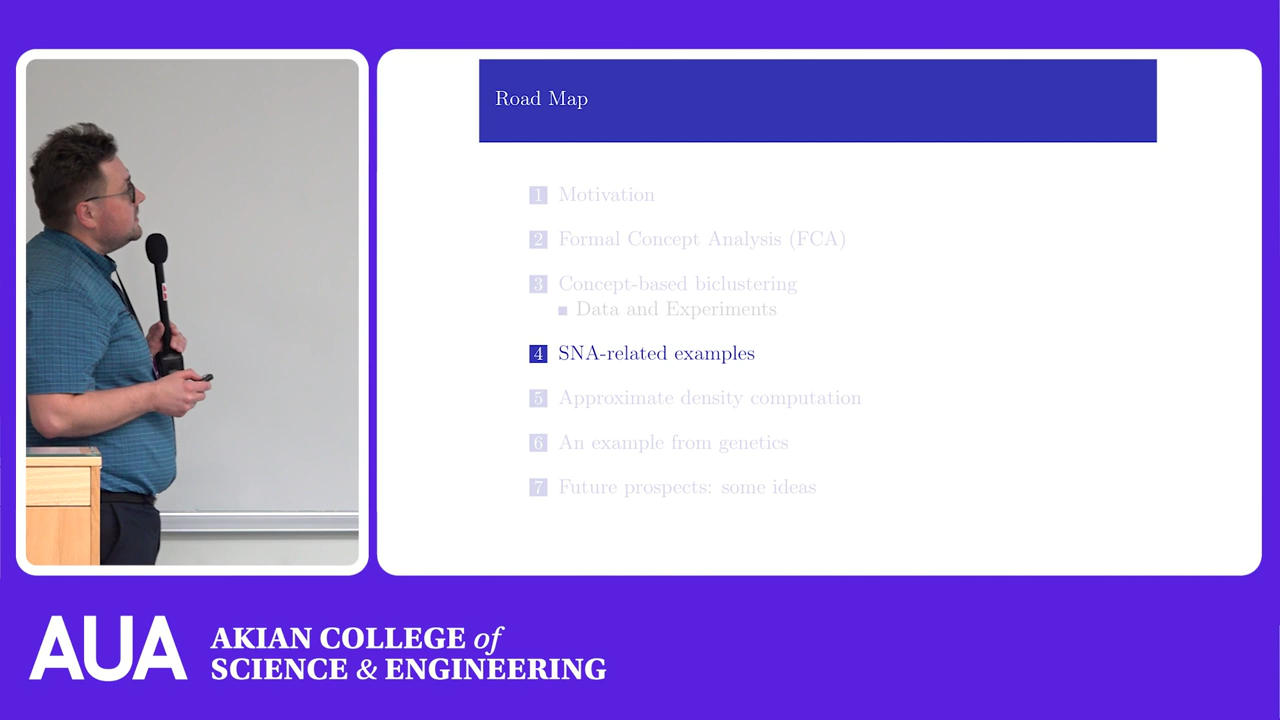 Road Map
1 Motivation
2 Formal Concept Analysis (FCA)
3 Concept-based biclustering
Data and Experiments
4 SNA-related examples
5 Approximate density computation
6 An example from genetics
7 Future prospects: some ideas
AUA
AKIAN COLLEGE of
SCIENCE & ENGINEERING